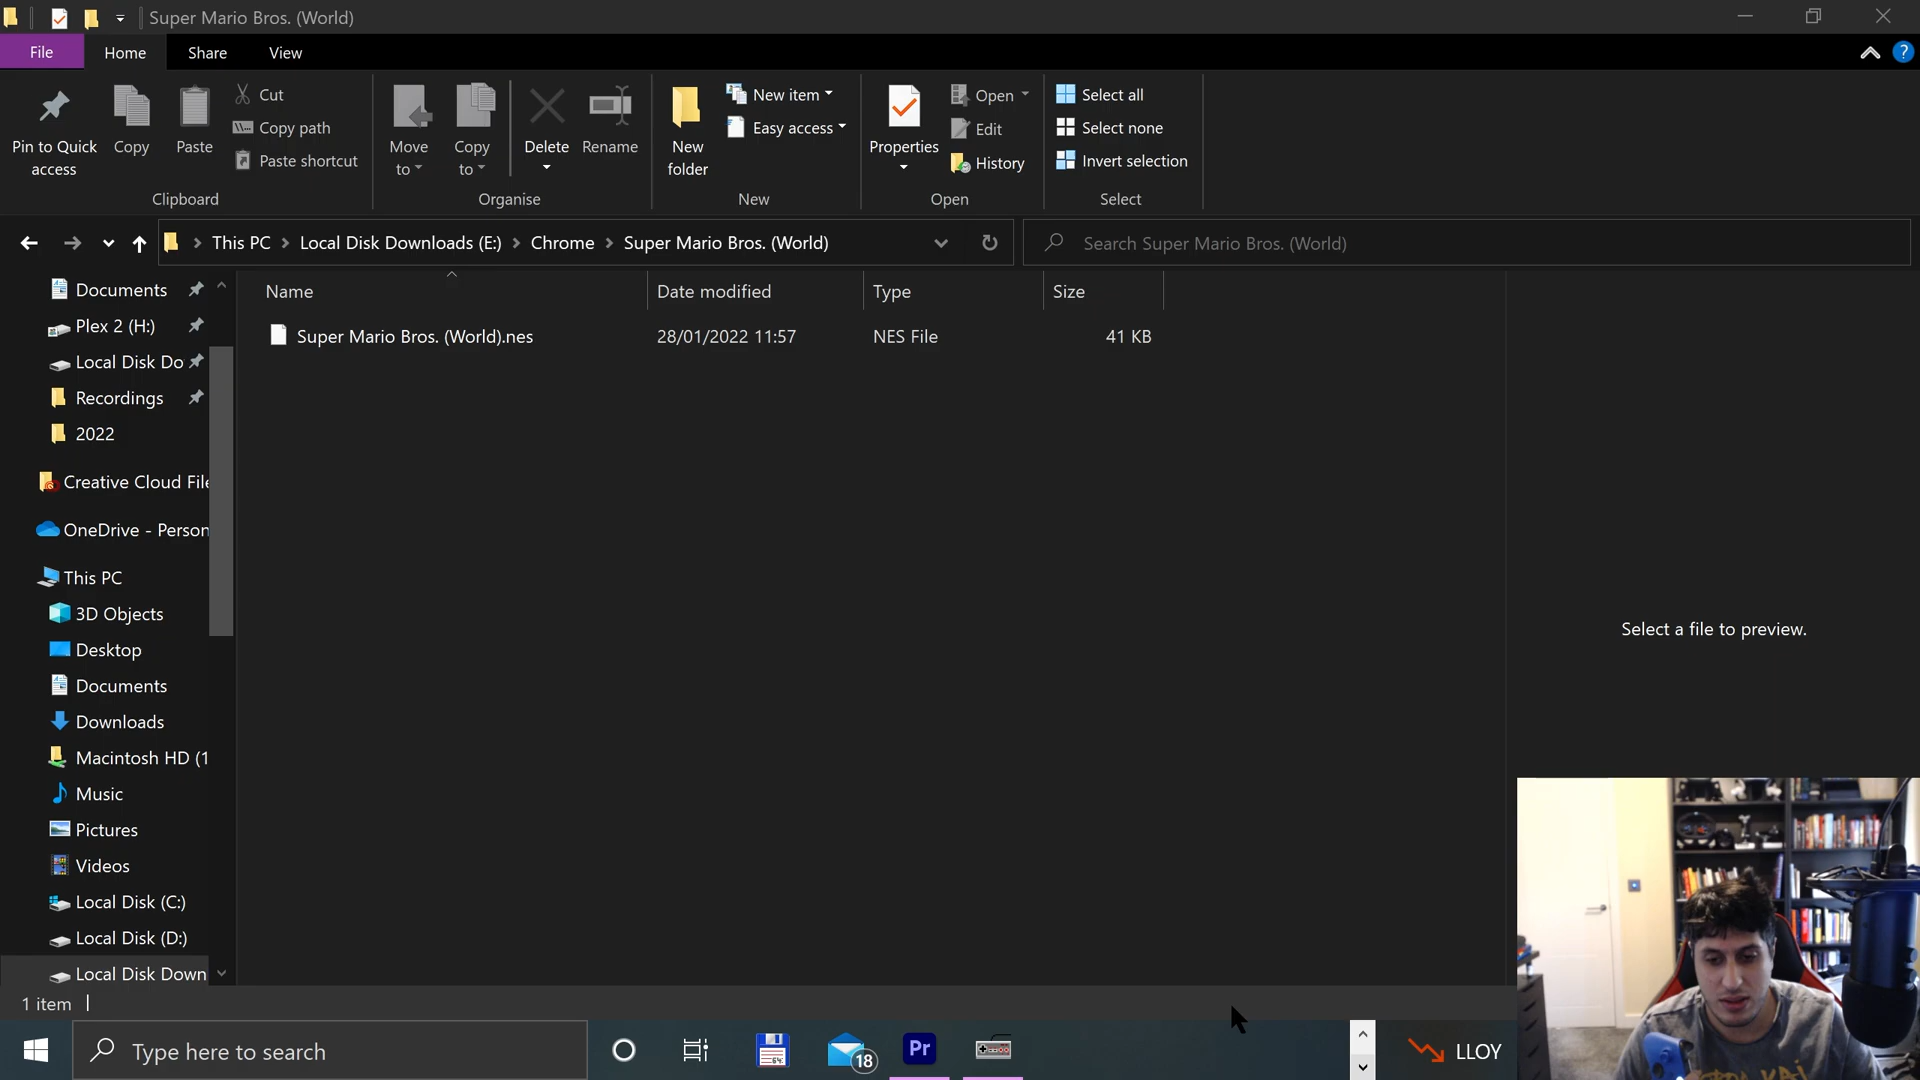 Super Mario Bros. (World)
File
Home
Share
View
?
Pin to Quick access
Copy
Paste
Cut
Copy path
Paste shortcut
Clipboard
Move to
Copy to
Delete
Rename
Organise
New folder
New item
Easy access
New
Properties
Open
Edit
History
Open
Select all
Select none
Invert selection
Select
This PC
Local Disk Downloads (E:)
Chrome
Super Mario Bros. (World)
Search Super Mario Bros. (World)
Name
Date modified
Type
Size
Super Mario Bros. (World).nes
28/01/2022 11:57
NES File
41 KB
Documents
Plex 2 (H:)
Local Disk Do
Recordings
2022
Creative Cloud File
OneDrive - Person
This PC
3D Objects
Desktop
Documents
Downloads
Macintosh HD (1
Music
Pictures
Videos
Local Disk (C:)
Local Disk (D:)
Local Disk Down
Select a file to preview.
1 item
Type here to search
64
18
Pr
LLOY